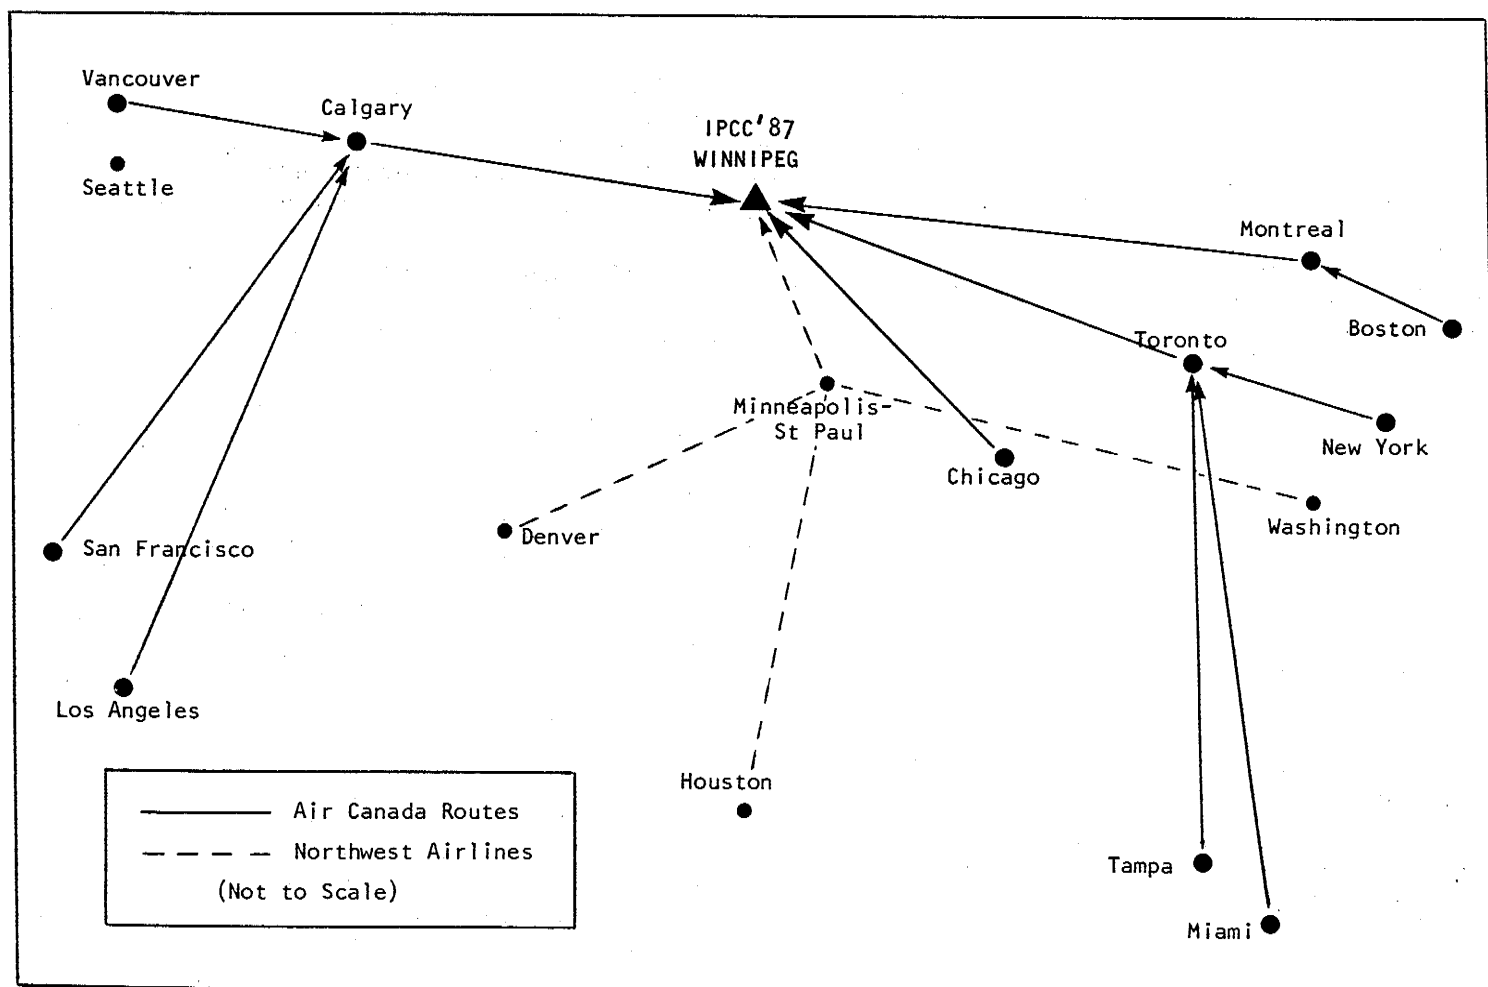 Vancouver
Calgary
IPCC'87
WINNIPEG
Seattle
Montreal
Boston
Toronto
Minneapolis-
St Paul
New York
Chicago
Washington
Denver
San Francisco
Los Angeles
Houston
Air Canada Routes
Northwest Airlines
(Not to Scale)
Tampa
Miami